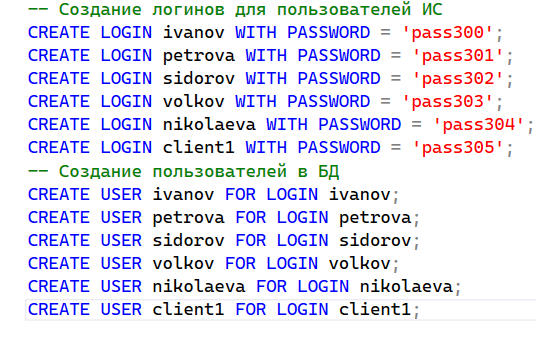 -- Создание логинов для пользователей ИС
CREATE LOGIN ivanov WITH PASSWORD = 'pass300';
CREATE LOGIN petrova WITH PASSWORD = 'pass301';
CREATE LOGIN sidorov WITH PASSWORD = 'pass302';
CREATE LOGIN volkov WITH PASSWORD = 'pass303';
CREATE LOGIN nikolaeva WITH PASSWORD = 'pass304';
CREATE LOGIN client1 WITH PASSWORD = 'pass305';
-- Создание пользователей в БД
CREATE USER ivanov FOR LOGIN ivanov;
CREATE USER petrova FOR LOGIN petrova;
CREATE USER sidorov FOR LOGIN sidorov;
CREATE USER volkov FOR LOGIN volkov;
CREATE USER nikolaeva FOR LOGIN nikolaeva;
CREATE USER client1 FOR LOGIN client1;